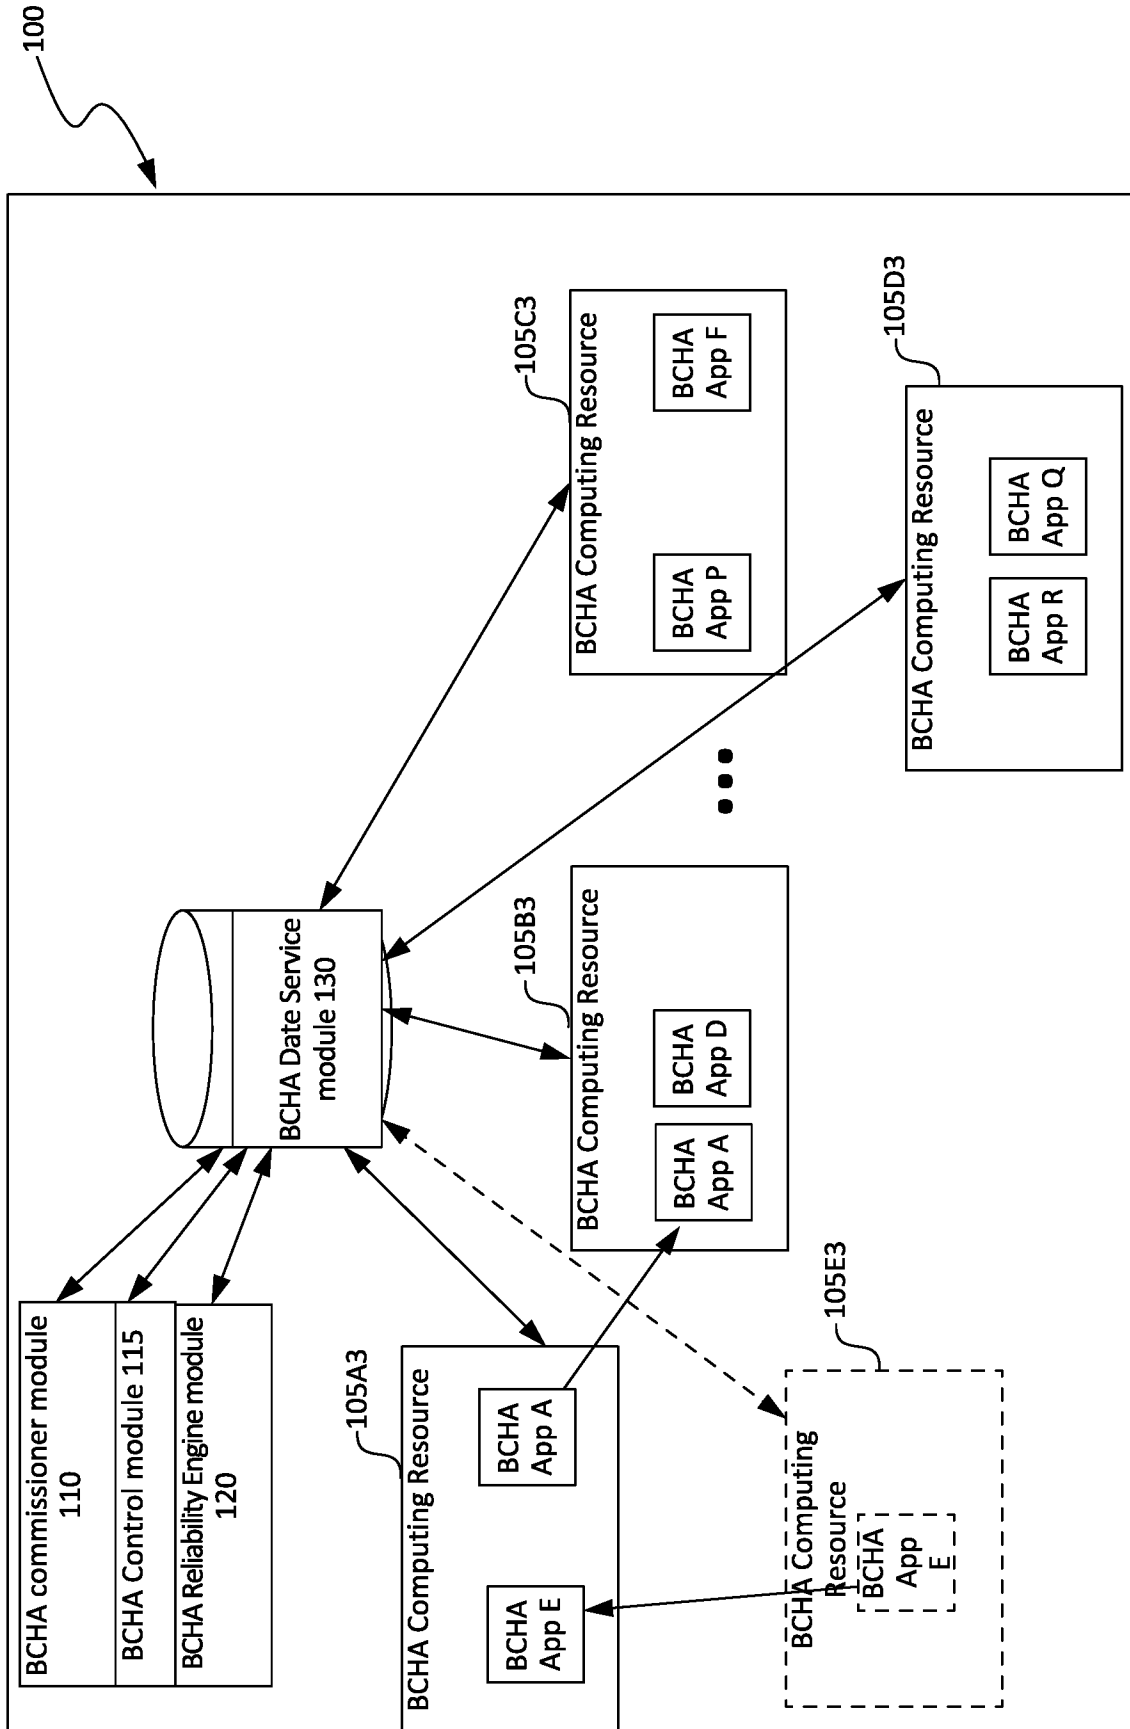 100
BCHA commissioner module
110
BCHA Control module 115
BCHA Reliability Engine module
120
BCHA Date Service
module 130
105A3
BCHA Computing Resource
BCHA
App E
BCHA
App A
105B3
BCHA Computing Resource
BCHA
App A
BCHA
App D
105C3
BCHA Computing Resource
BCHA
App P
BCHA
App F
105E3
BCHA Computing
Resource
BCHA
App
E
105D3
BCHA Computing Resource
BCHA
App R
BCHA
App Q